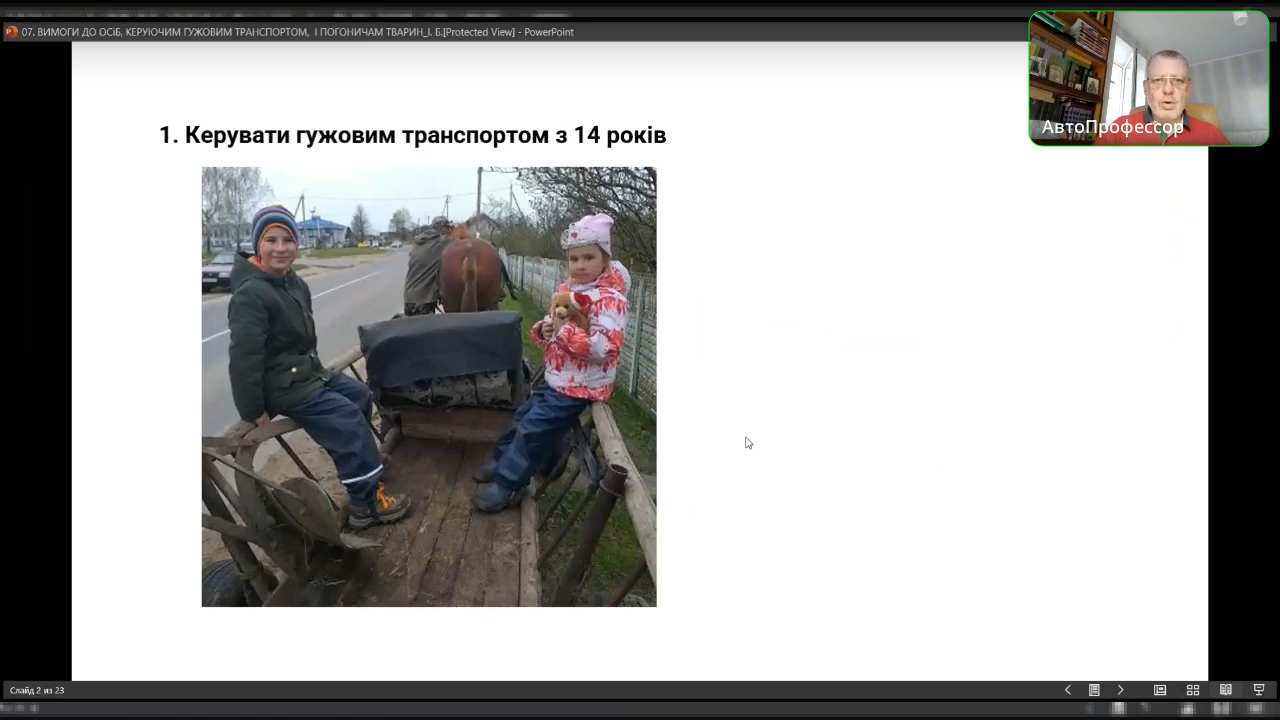 07. ВИМОГИ ДО ОСіБ, КЕРУЮЧИМ ГУЖОВИМ ТРАНСПОРТОМ, І ПОГОНИЧАМ ТВАРИН_І. Б.[Protected View] - PowerPoint
АвтоПрофессор
1. Керувати гужовим транспортом з 14 років
Слайд 2 из 23